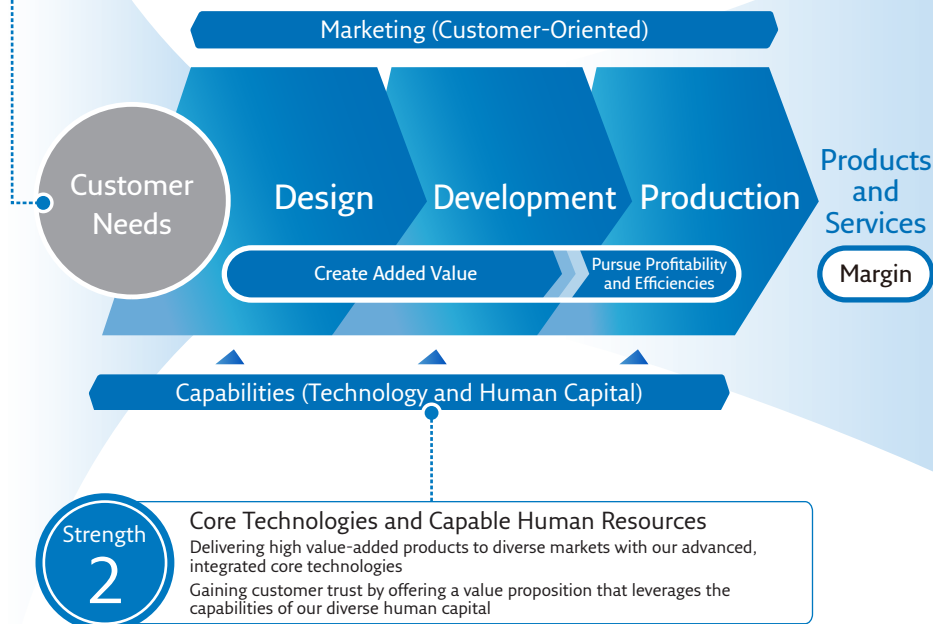 Marketing (Customer-Oriented)
Customer
Needs
Design
Development
Production
Products
and
Services
Margin
Create Added Value
Pursue Profitability
and Efficiencies
Capabilities (Technology and Human Capital)
Strength
2
Core Technologies and Capable Human Resources
Delivering high value-added products to diverse markets with our advanced,
integrated core technologies
Gaining customer trust by offering a value proposition that leverages the
capabilities of our diverse human capital